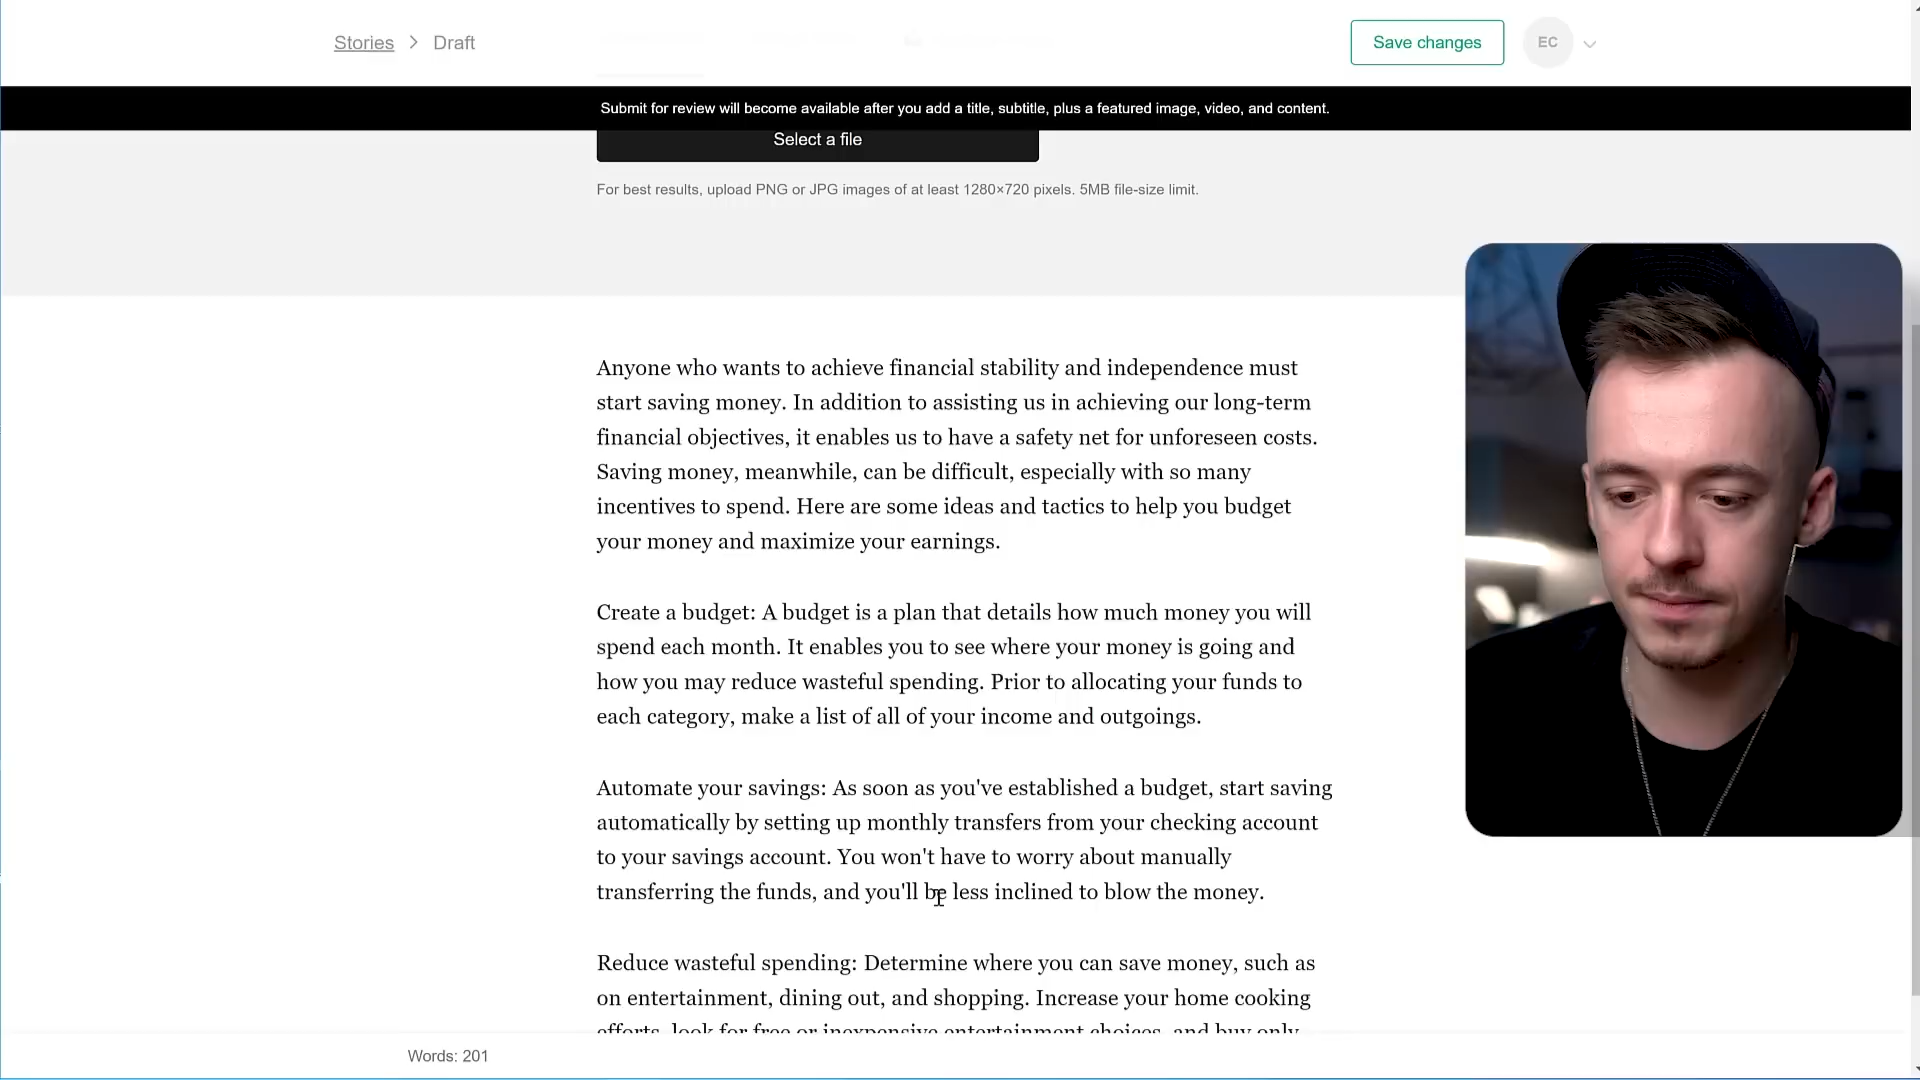 Stories > Draft
Save changes
EC
Submit for review will become available after you add a title, subtitle, plus a featured image, video, and content.
Select a file
For best results, upload PNG or JPG images of at least 1280×720 pixels. 5MB file-size limit.
Anyone who wants to achieve financial stability and independence must
start saving money. In addition to assisting us in achieving our long-term
financial objectives, it enables us to have a safety net for unforeseen costs.
Saving money, meanwhile, can be difficult, especially with so many
incentives to spend. Here are some ideas and tactics to help you budget
your money and maximize your earnings.
Create a budget: A budget is a plan that details how much money you will
spend each month. It enables you to see where your money is going and
how you may reduce wasteful spending. Prior to allocating your funds to
each category, make a list of all of your income and outgoings.
Automate your savings: As soon as you've established a budget, start saving
automatically by setting up monthly transfers from your checking account
to your savings account. You won't have to worry about manually
transferring the funds, and you'll be less inclined to blow the money.
Reduce wasteful spending: Determine where you can save money, such as
on entertainment, dining out, and shopping. Increase your home cooking
efforts, look for free or inexpensive entertainment choices, and buy only
Words: 201